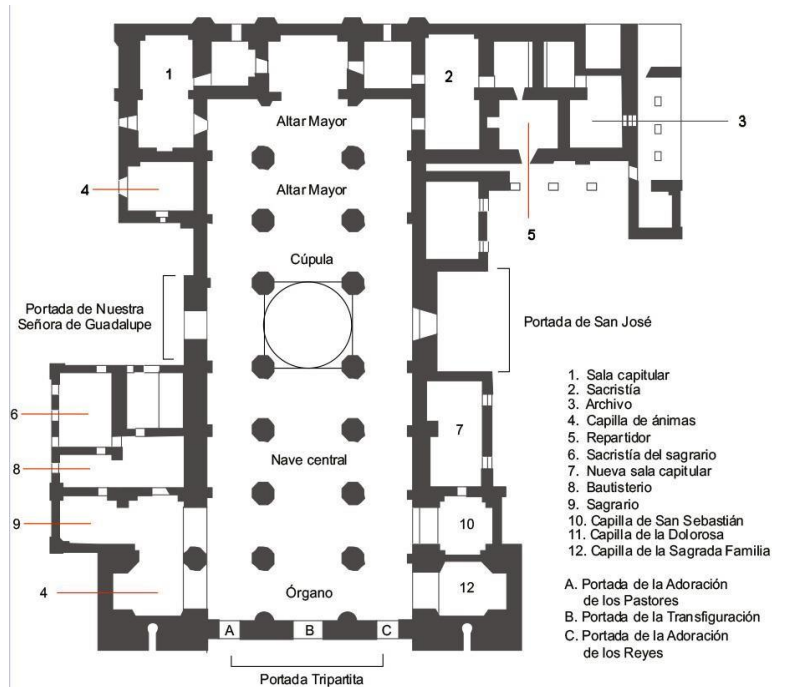 1
2
3
Altar Mayor
4
Altar Mayor
5
Cúpula
Portada de Nuestra
Señora de Guadalupe
Portada de San José
6
7
Nave central
8
9
10
4
Órgano
12
A
B
C
Portada Tripartita
1. Sala capitular
2. Sacristía
3. Archivo
4. Capilla de ánimas
5. Repartidor
6. Sacristía del sagrario
7. Nueva sala capitular
8. Bautisterio
9. Sagrario
10. Capilla de San Sebastián
11. Capilla de la Dolorosa
12. Capilla de la Sagrada Familia
A. Portada de la Adoración
de los Pastores
B. Portada de la Transfiguración
C. Portada de la Adoración
de los Reyes